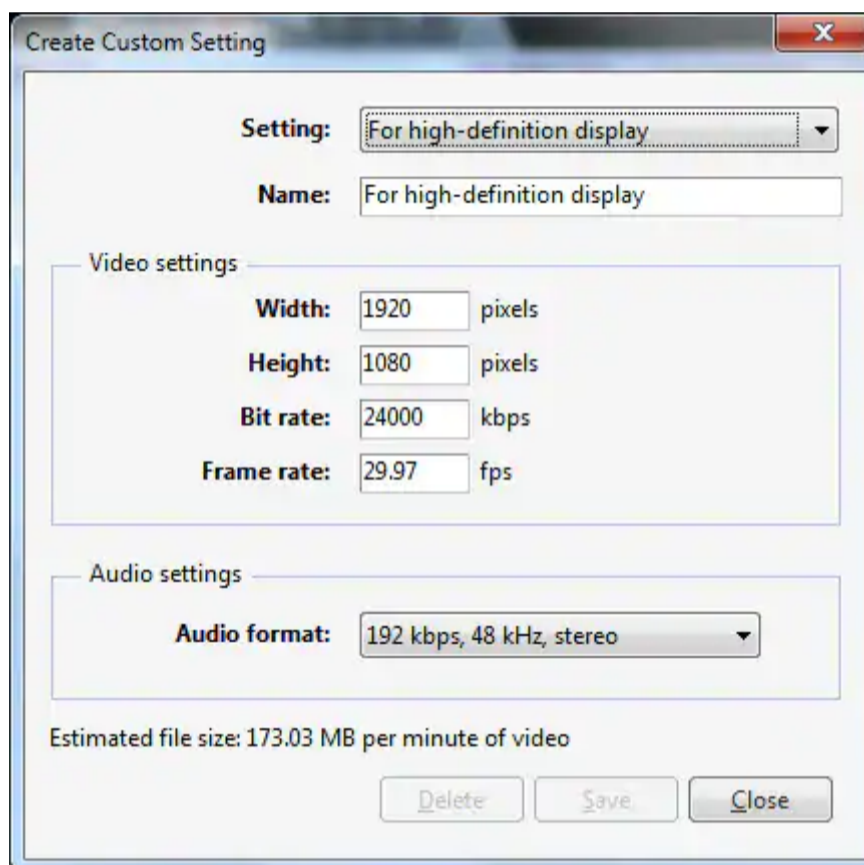 Create Custom Setting
Setting: For high-definition display
Name: For high-definition display
Video settings
Width: 1920 pixels
Height: 1080 pixels
Bit rate: 24000 kbps
Frame rate: 29.97 fps
Audio settings
Audio format: 192 kbps, 48 kHz, stereo
Estimated file size: 173.03 MB per minute of video
Delete Save Close